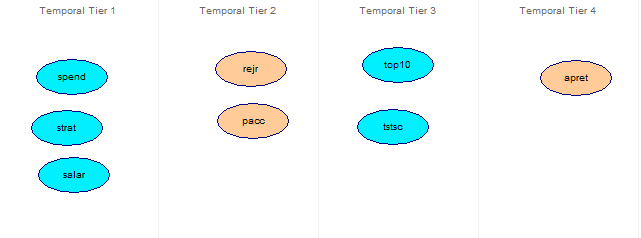 Temporal Tier 1
Temporal Tier 2
Temporal Tier 3
Temporal Tier 4
spend
strat
salar
rejr
pacc
top10
tstsc
apret